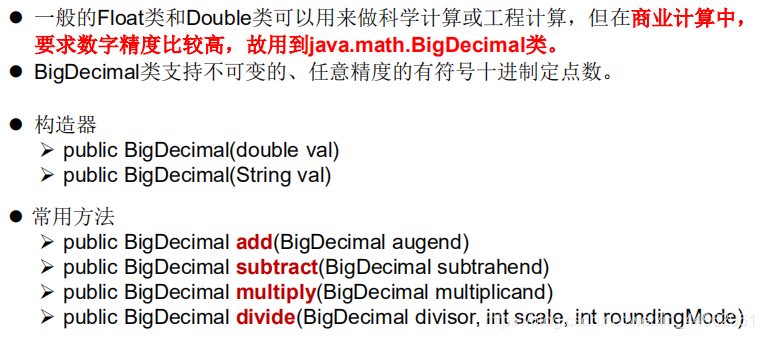 ● 一般的Float类和Double类可以用来做科学计算或工程计算，但在商业计算中，
要求数字精度比较高，故用到java.math.BigDecimal类。
● BigDecimal类支持不可变的、任意精度的有符号十进制定点数。
● 构造器
➢ public BigDecimal(double val)
➢ public BigDecimal(String val)
● 常用方法
➢ public BigDecimal add(BigDecimal augend)
➢ public BigDecimal subtract(BigDecimal subtrahend)
➢ public BigDecimal multiply(BigDecimal multiplicand)
➢ public BigDecimal divide(BigDecimal divisor, int scale, int roundingMode)